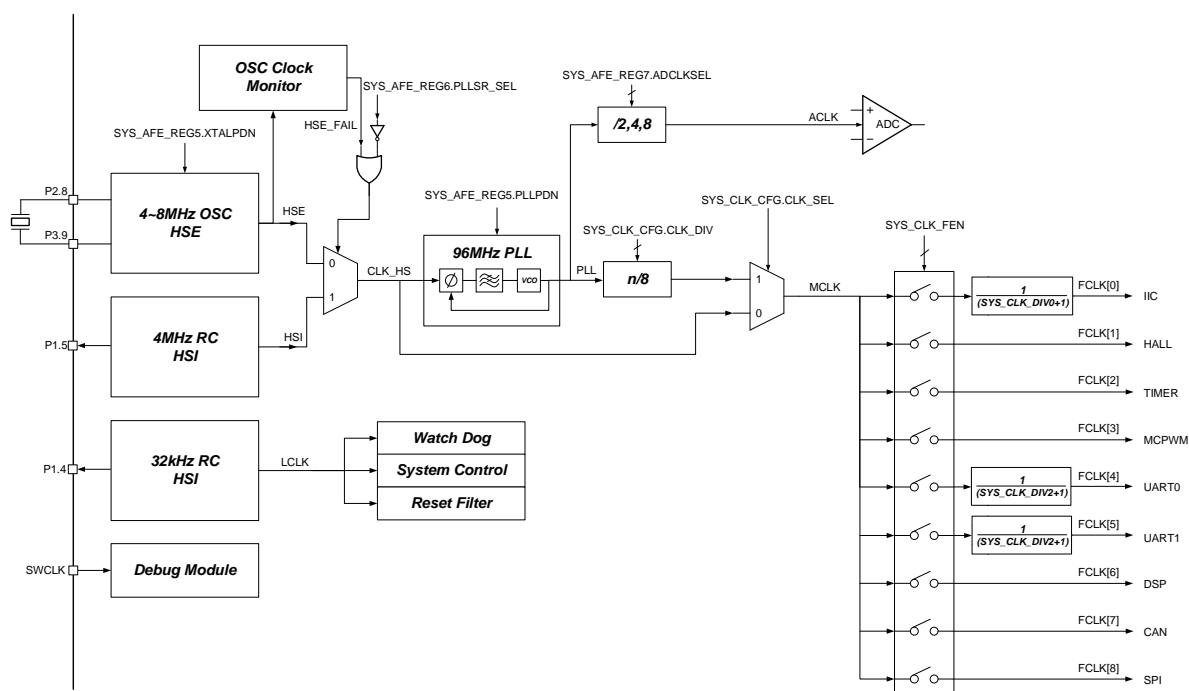 OSC Clock
Monitor
SYS_AFE_REG6.PLLSR_SEL
HSE_FAIL
SYS_AFE_REG7.ADCLKSEL
/2,4,8
ACLK
+
−
ADC
SYS_AFE_REG5.XTALPDN
P2.8
P3.9
4~8MHz OSC
HSE
HSE
0
1
CLK_HS
SYS_AFE_REG5.PLLPDN
96MHz PLL
Ø
VCO
PLL
SYS_CLK_CFG.CLK_DIV
n/8
SYS_CLK_CFG.CLK_SEL
1
0
MCLK
SYS_CLK_FEN
P1.5
4MHz RC
HSI
HSI
P1.4
32kHz RC
HSI
LCLK
Watch Dog
System Control
Reset Filter
SWCLK
Debug Module
1
(SYS_CLK_DIV0+1)
FCLK[0]
IIC
FCLK[1]
HALL
FCLK[2]
TIMER
FCLK[3]
MCPWM
1
(SYS_CLK_DIV2+1)
FCLK[4]
UART0
1
(SYS_CLK_DIV2+1)
FCLK[5]
UART1
FCLK[6]
DSP
FCLK[7]
CAN
FCLK[8]
SPI